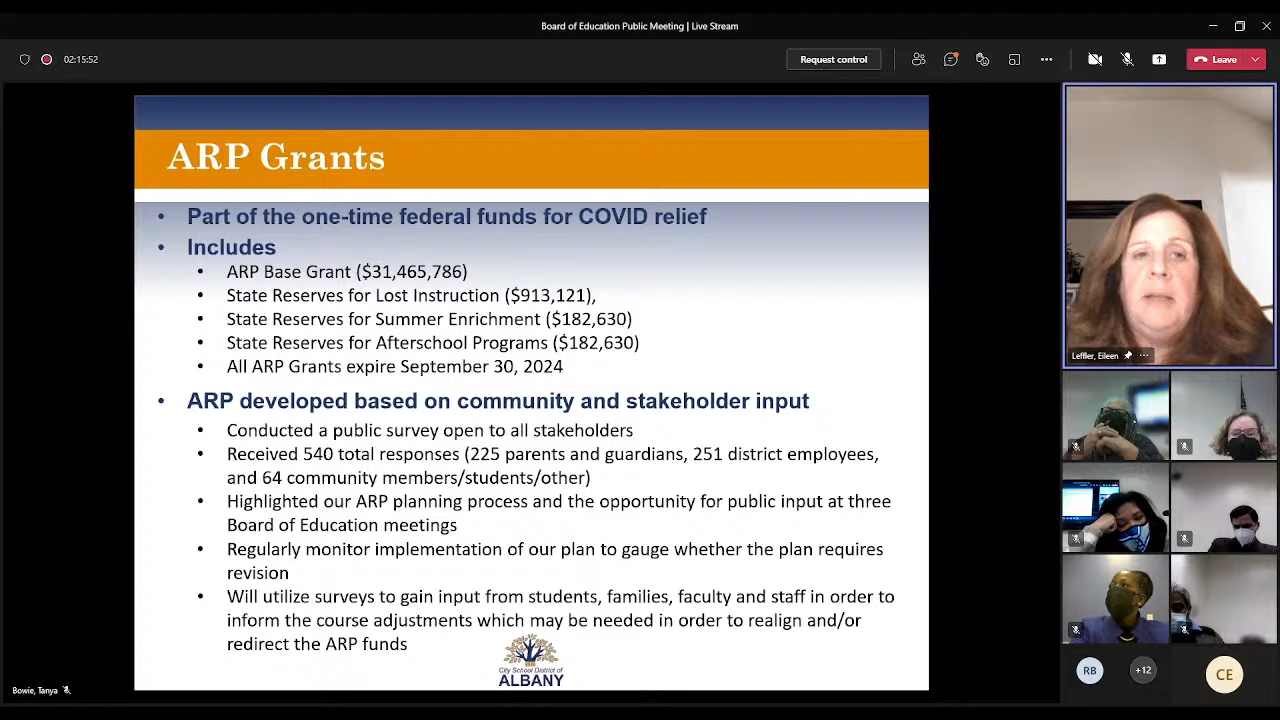 Board of Education Public Meeting | Live Stream
02:15:52
Request control
Leave
ARP Grants
• Part of the one-time federal funds for COVID relief
• Includes
• ARP Base Grant ($31,465,786)
• State Reserves for Lost Instruction ($913,121),
• State Reserves for Summer Enrichment ($182,630)
• State Reserves for Afterschool Programs ($182,630)
• All ARP Grants expire September 30, 2024
• ARP developed based on community and stakeholder input
• Conducted a public survey open to all stakeholders
• Received 540 total responses (225 parents and guardians, 251 district employees,
and 64 community members/students/other)
• Highlighted our ARP planning process and the opportunity for public input at three
Board of Education meetings
• Regularly monitor implementation of our plan to gauge whether the plan requires
revision
• Will utilize surveys to gain input from students, families, faculty and staff in order to
inform the course adjustments which may be needed in order to realign and/or
redirect the ARP funds
City School District of
ALBANY
Leffler, Eileen
RB
+12
CE
Bowie, Tanya